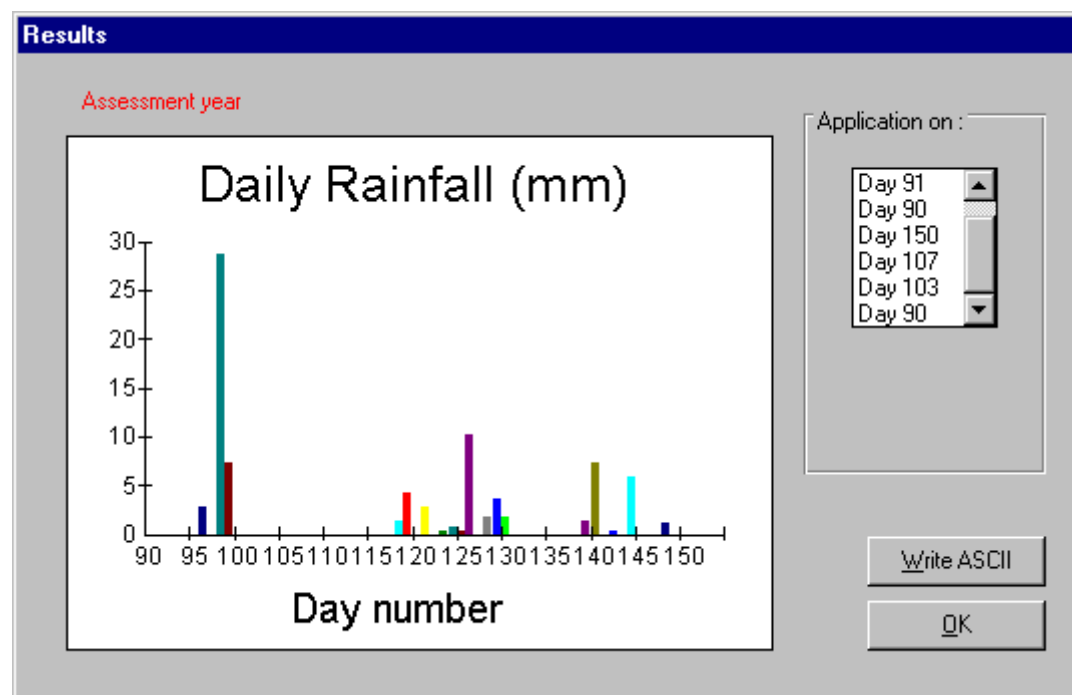 Results
Assessment year
Daily Rainfall (mm)
30
25
20
15
10
5
0
90 95 100 105 110 115 120 125 130 135 140 145 150
Day number
Application on :
Day 91
Day 90
Day 150
Day 107
Day 103
Day 90
Write ASCII
OK